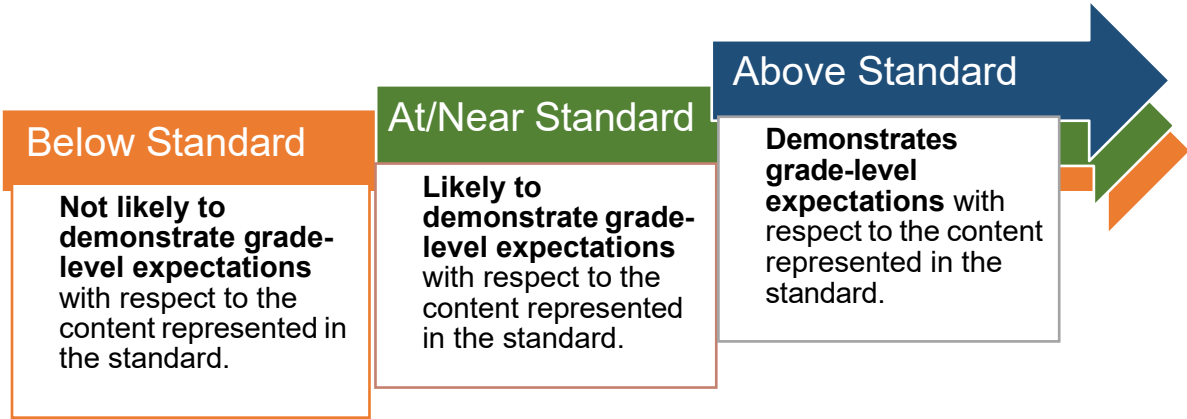 Below Standard
Not likely to
demonstrate grade-
level expectations
with respect to the
content represented in
the standard.
At/Near Standard
Likely to
demonstrate grade-
level expectations
with respect to the
content represented
in the standard.
Above Standard
Demonstrates
grade-level
expectations with
respect to the content
represented in the
standard.